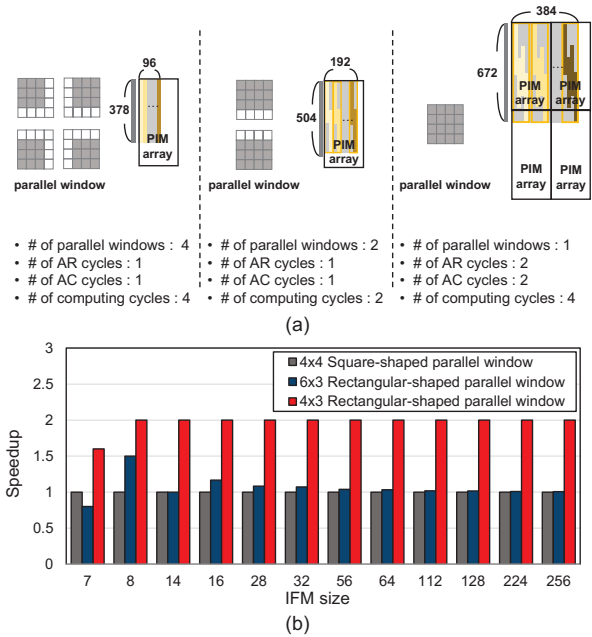 96
378
...
PIM
array
parallel window
• # of parallel windows : 4
• # of AR cycles : 1
• # of AC cycles : 1
• # of computing cycles : 4
192
504
...
PIM
array
parallel window
• # of parallel windows : 2
• # of AR cycles : 1
• # of AC cycles : 1
• # of computing cycles : 2
384
672
...
PIM
array
PIM
array
PIM
array
PIM
array
parallel window
• # of parallel windows : 1
• # of AR cycles : 2
• # of AC cycles : 2
• # of computing cycles : 4
(a)
3
2.5
2
1.5
1
0.5
0
Speedup
4x4 Square-shaped parallel window
6x3 Rectangular-shaped parallel window
4x3 Rectangular-shaped parallel window
7 8 14 16 28 32 56 64 112 128 224 256
IFM size
(b)